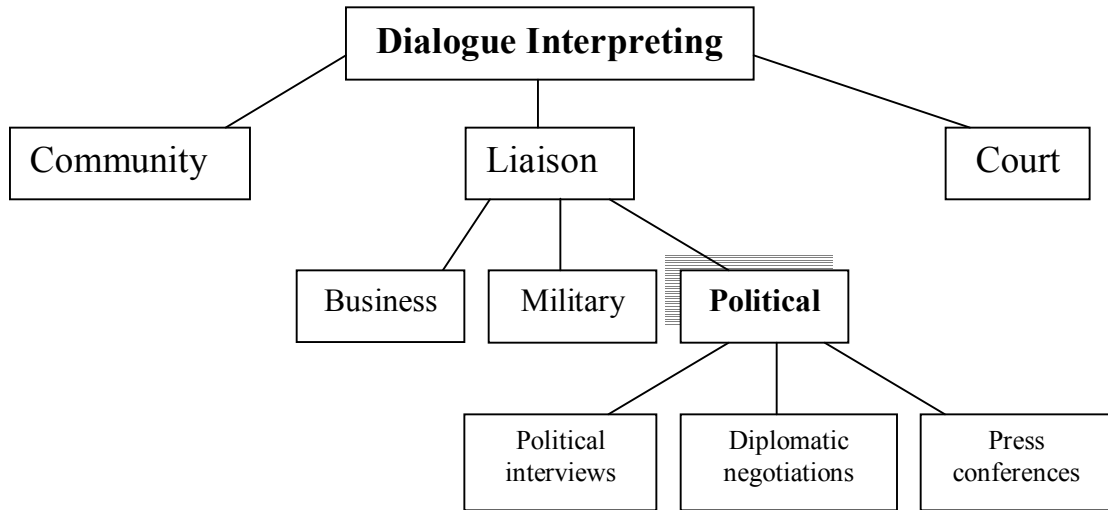 Dialogue Interpreting
Community
Liaison
Court
Business
Military
Political
Political
interviews
Diplomatic
negotiations
Press
conferences